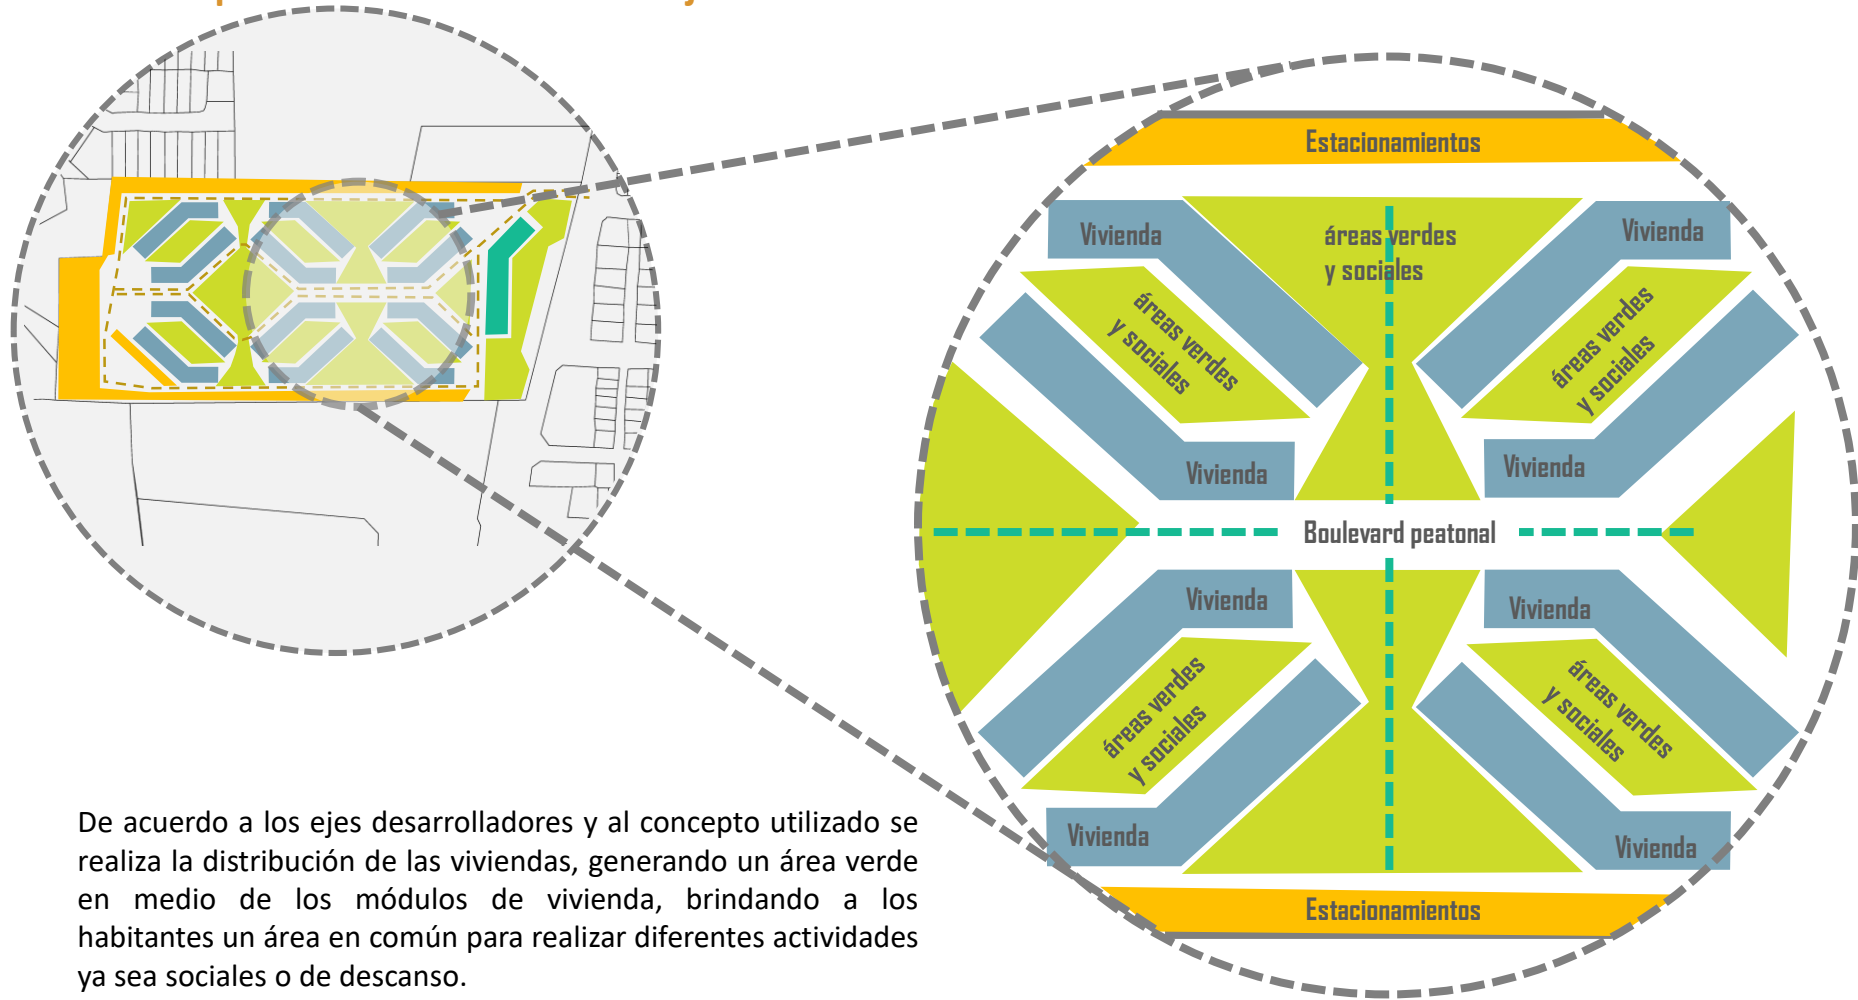 Estacionamientos
Vivienda
áreas verdes
y sociales
Vivienda
áreas verdes
y sociales
áreas verdes
y sociales
Vivienda
Vivienda
Boulevard peatonal
Vivienda
Vivienda
áreas verdes
y sociales
áreas verdes
y sociales
Vivienda
Vivienda
Estacionamientos
De acuerdo a los ejes desarrolladores y al concepto utilizado se
realiza la distribución de las viviendas, generando un área verde
en medio de los módulos de vivienda, brindando a los
habitantes un área en común para realizar diferentes actividades
ya sea sociales o de descanso.